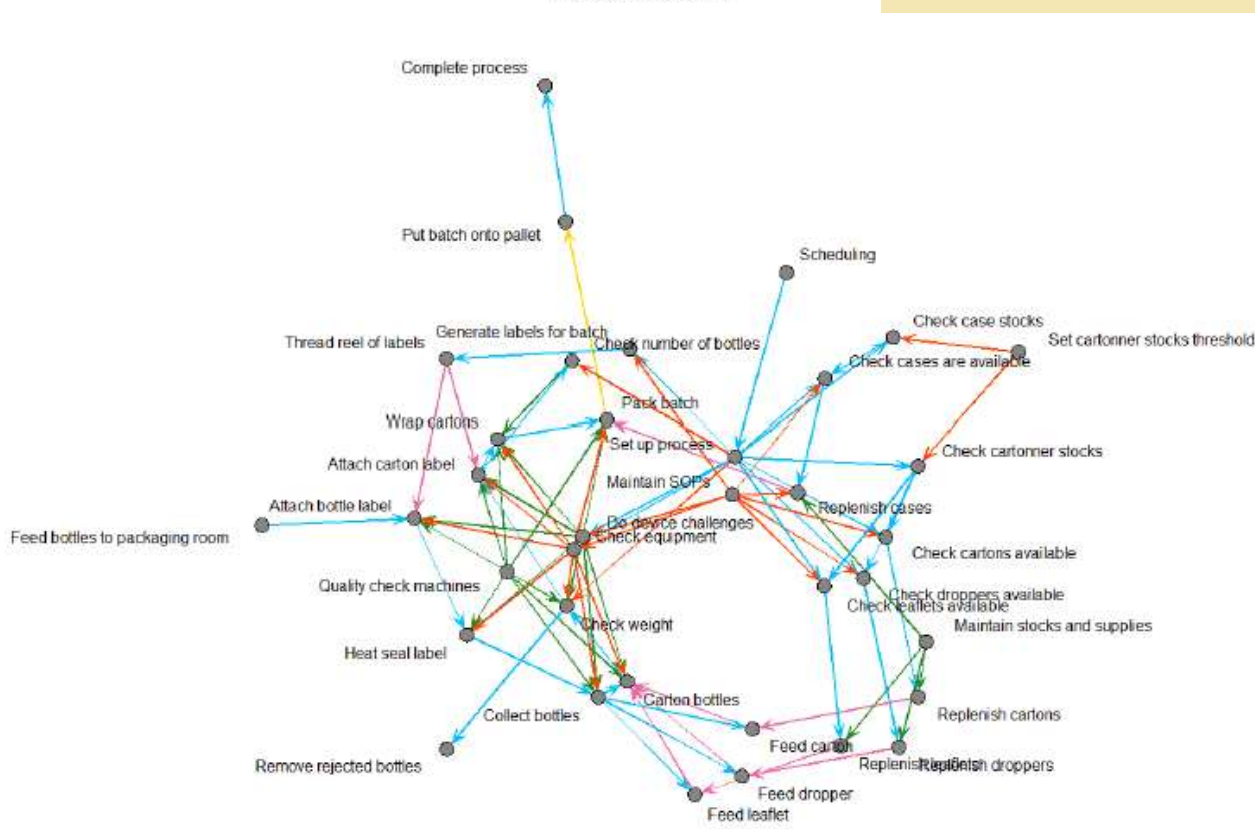 Complete process
Put batch onto pallet
Scheduling
Check case stocks
Set cartonner stocks threshold
Generate labels for batch
Thread reel of labels
Check number of bottles
Check cases are available
Pack batch
Wrap cartons
Set up process
Check cartonner stocks
Attach carton label
Maintain SOPs
Attach bottle label
Replenish cases
Do device challenges
Feed bottles to packaging room
Check equipment
Check cartons available
Quality check machines
Check droppers available
Check leaflets available
Check weight
Maintain stocks and supplies
Heat seal label
Carton bottles
Collect bottles
Replenish cartons
Feed carton
Remove rejected bottles
Replenish leaflets
Replenish droppers
Feed dropper
Feed leaflet